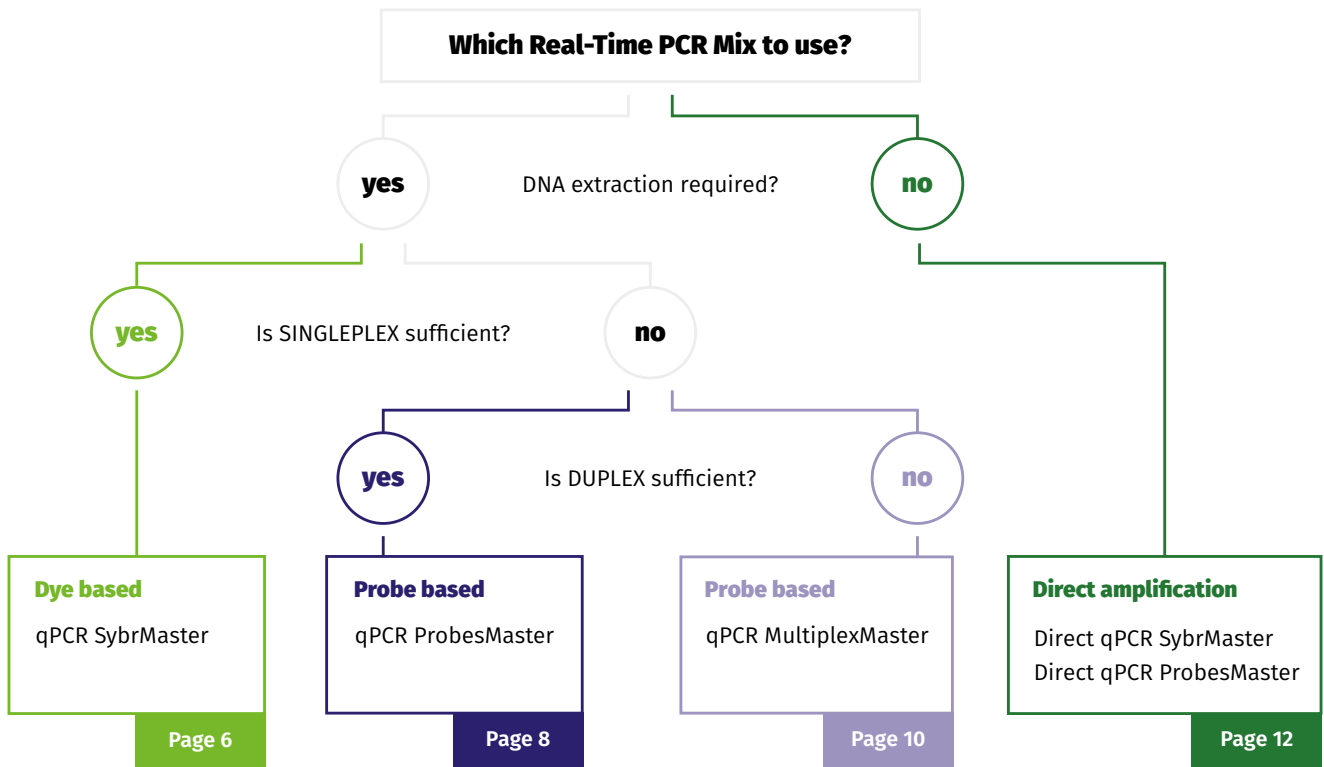 Which Real-Time PCR Mix to use?
yes
DNA extraction required?
no
yes
Is SINGLEPLEX sufficient?
no
yes
Is DUPLEX sufficient?
no
Dye based
qPCR SybrMaster
Page 6
Probe based
qPCR ProbesMaster
Page 8
Probe based
qPCR MultiplexMaster
Page 10
Direct amplification
Direct qPCR SybrMaster
Direct qPCR ProbesMaster
Page 12